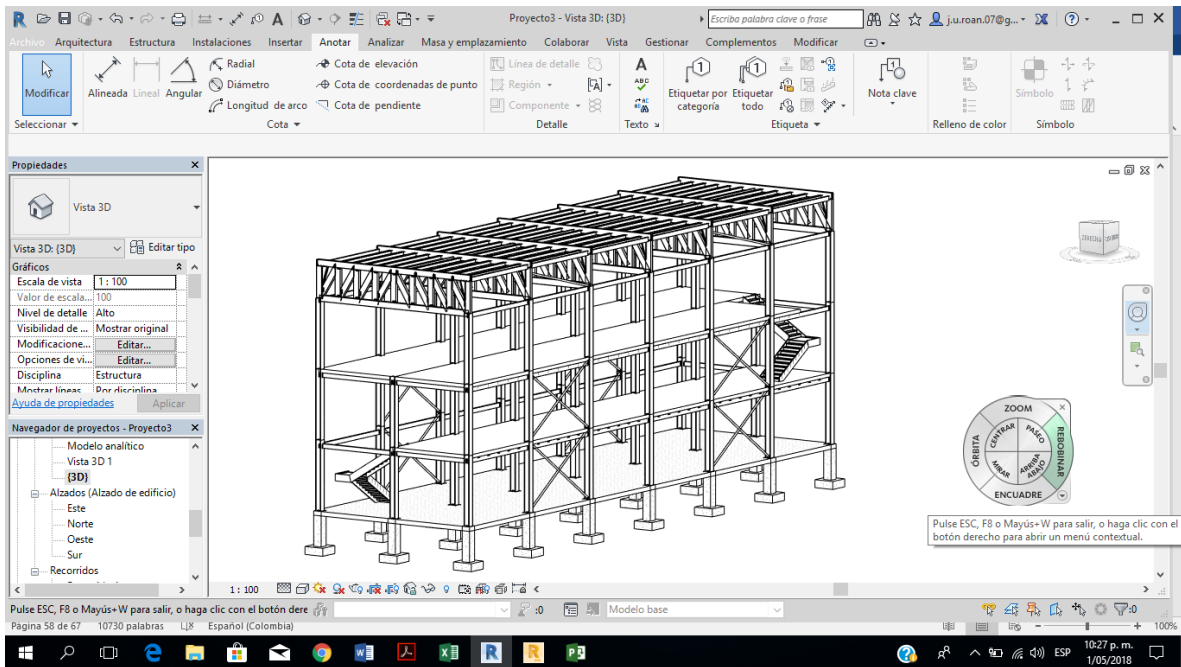 Proyecto3 - Vista 3D: {3D}
Escriba palabra clave o frase
j.u.roan.07@g...
Archivo Arquitectura Estructura Instalaciones Insertar Anotar Analizar Masa y emplazamiento Colaborar Vista Gestionar Complementos Modificar
Modificar
Alineada Lineal Angular
Radial
Diámetro
Longitud de arco
Cota de elevación
Cota de coordenadas de punto
Cota de pendiente
Línea de detalle
Región
Componente
Etiquetar por categoría
Etiquetar todo
Nota clave
Símbolo
Seleccionar
Cota
Detalle
Texto
Etiqueta
Relleno de color
Símbolo
Propiedades
Vista 3D
Vista 3D: {3D}
Editar tipo
Gráficos
Escala de vista 1 : 100
Valor de escala... 100
Nivel de detalle Alto
Visibilidad de ... Mostrar original
Modificacione... Editar...
Opciones de vi... Editar...
Disciplina Estructura
Mostrar líneas Por disciplina
Ayuda de propiedades Aplicar
Navegador de proyectos - Proyecto3
Modelo analítico
Vista 3D 1
{3D}
Alzados (Alzado de edificio)
Este
Norte
Oeste
Sur
Recorridos
ZOOM
CENTRAR
PASEO
ÓRBITA
REBOBINAR
MIRAR
ARRIBA/ABAJO
ENCUADRE
Pulse ESC, F8 o Mayús+W para salir, o haga clic con el
botón derecho para abrir un menú contextual.
1 : 100
Pulse ESC, F8 o Mayús+W para salir, o haga clic con el botón dere
:0
Modelo base
:0
Página 58 de 67 10730 palabras Español (Colombia)
100%
ESP
10:27 p. m.
1/05/2018